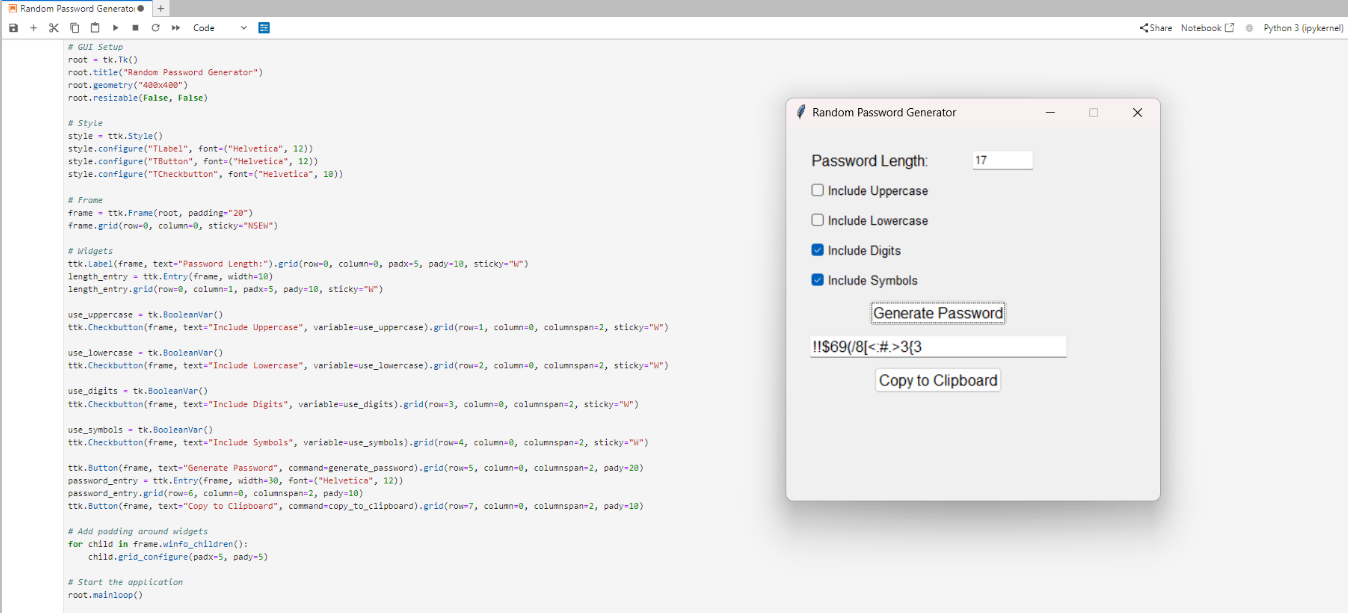 Random Password Generator
Code
Share
Notebook
Python 3 (ipykernel)
# GUI Setup
root = tk.Tk()
root.title("Random Password Generator")
root.geometry("400x400")
root.resizable(False, False)
# Style
style = ttk.Style()
style.configure("TLabel", font=("Helvetica", 12))
style.configure("TButton", font=("Helvetica", 12))
style.configure("TCheckbutton", font=("Helvetica", 10))
# Frame
frame = ttk.Frame(root, padding="20")
frame.grid(row=0, column=0, sticky="NSEW")
# Widgets
ttk.Label(frame, text="Password Length:").grid(row=0, column=0, padx=5, pady=10, sticky="W")
length_entry = ttk.Entry(frame, width=10)
length_entry.grid(row=0, column=1, padx=5, pady=10, sticky="W")
use_uppercase = tk.BooleanVar()
ttk.Checkbutton(frame, text="Include Uppercase", variable=use_uppercase).grid(row=1, column=0, columnspan=2, sticky="W")
use_lowercase = tk.BooleanVar()
ttk.Checkbutton(frame, text="Include Lowercase", variable=use_lowercase).grid(row=2, column=0, columnspan=2, sticky="W")
use_digits = tk.BooleanVar()
ttk.Checkbutton(frame, text="Include Digits", variable=use_digits).grid(row=3, column=0, columnspan=2, sticky="W")
use_symbols = tk.BooleanVar()
ttk.Checkbutton(frame, text="Include Symbols", variable=use_symbols).grid(row=4, column=0, columnspan=2, sticky="W")
ttk.Button(frame, text="Generate Password", command=generate_password).grid(row=5, column=0, columnspan=2, pady=20)
password_entry = ttk.Entry(frame, width=30, font=("Helvetica", 12))
password_entry.grid(row=6, column=0, columnspan=2, pady=10)
ttk.Button(frame, text="Copy to Clipboard", command=copy_to_clipboard).grid(row=7, column=0, columnspan=2, pady=10)
# Add padding around widgets
for child in frame.winfo_children():
    child.grid_configure(padx=5, pady=5)
# Start the application
root.mainloop()
Random Password Generator
Password Length: 17
Include Uppercase
Include Lowercase
Include Digits
Include Symbols
Generate Password
!!$69(/8[<:#.>3{3
Copy to Clipboard